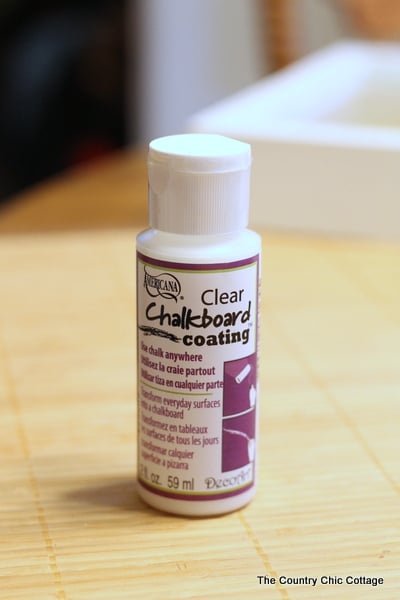 AMERICANA
Clear
Chalkboard
coating™
Use chalk anywhere
Utilisez la craie partout
Utilizar tiza en cualquier parte
Transform everyday surfaces
into a chalkboard
Transformez en tableaux
les surfaces de tous les jours
Transformar calquier
superficie a pizarra
2 fl. oz. 59 ml
DecoArt
The Country Chic Cottage